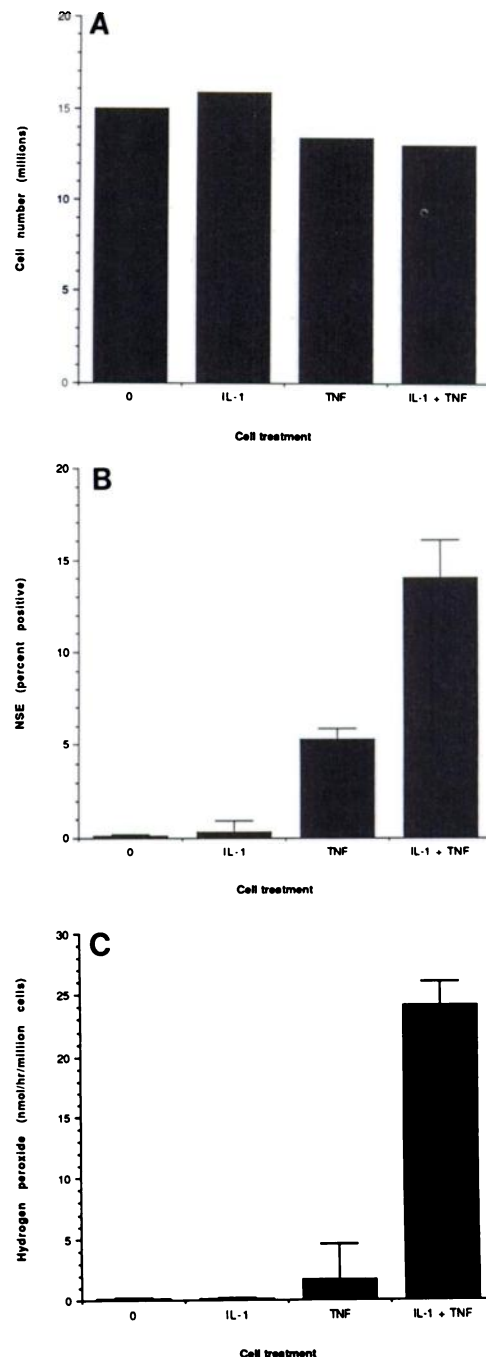 A
20
15
10
5
0
Cell number (millions)
0 IL-1 TNF IL-1 + TNF
Cell treatment
B
20
15
10
5
0
NSE (percent positive)
0 IL-1 TNF IL-1 + TNF
Cell treatment
C
30
25
20
15
10
5
0
Hydrogen peroxide (nmol/hr/million cells)
0 IL-1 TNF IL-1 + TNF
Cell treatment